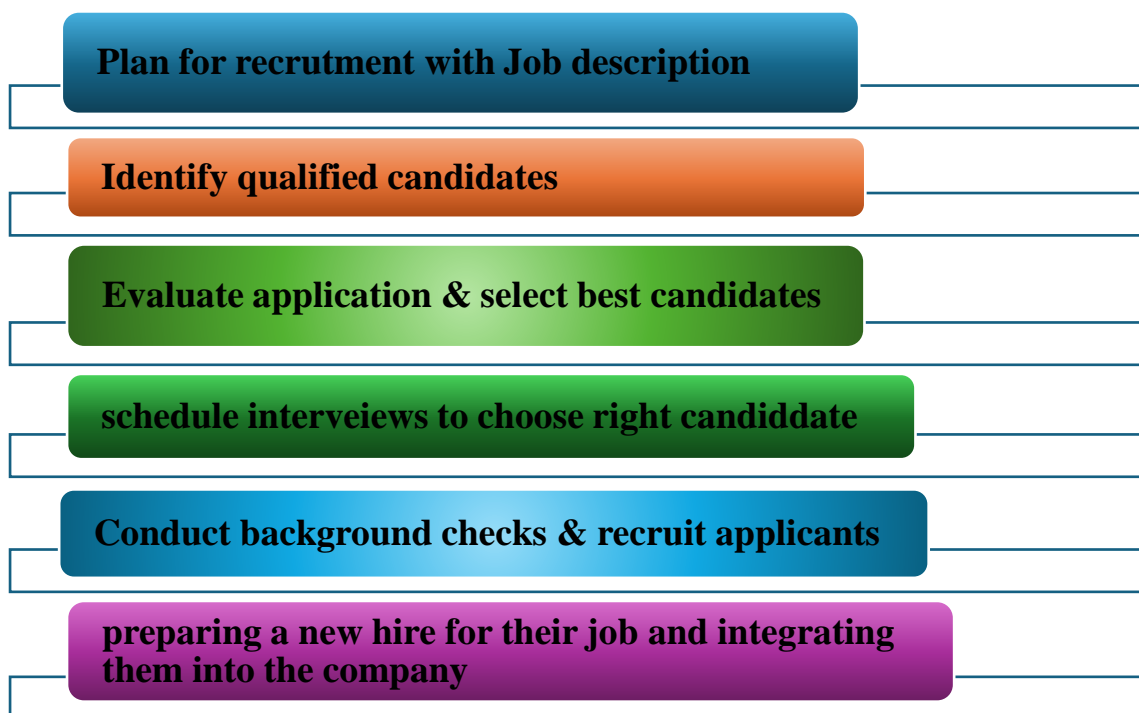 Plan for recrutment with Job description
Identify qualified candidates
Evaluate application & select best candidates
schedule interveiews to choose right candiddate
Conduct background checks & recruit applicants
preparing a new hire for their job and integrating
them into the company